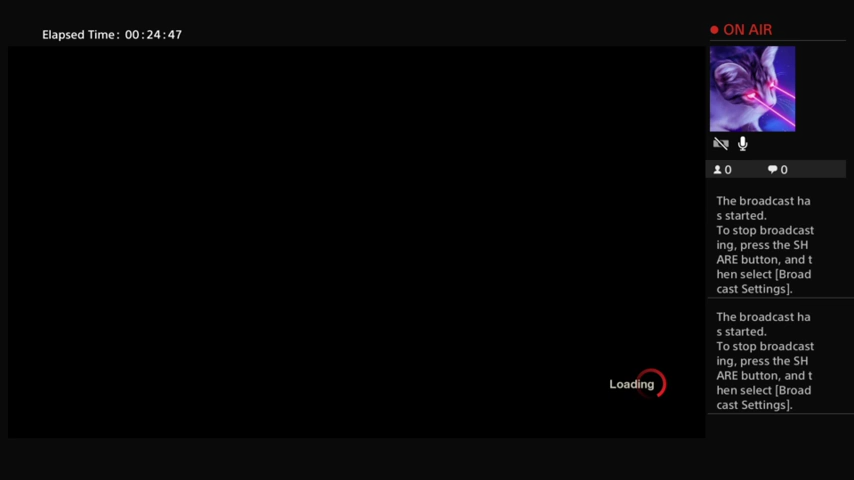 Elapsed Time: 00:24:47
ON AIR
0 0
The broadcast ha
s started.
To stop broadcast
ing, press the SH
ARE button, and t
hen select [Broad
cast Settings].
The broadcast ha
s started.
To stop broadcast
ing, press the SH
ARE button, and t
hen select [Broad
cast Settings].
Loading